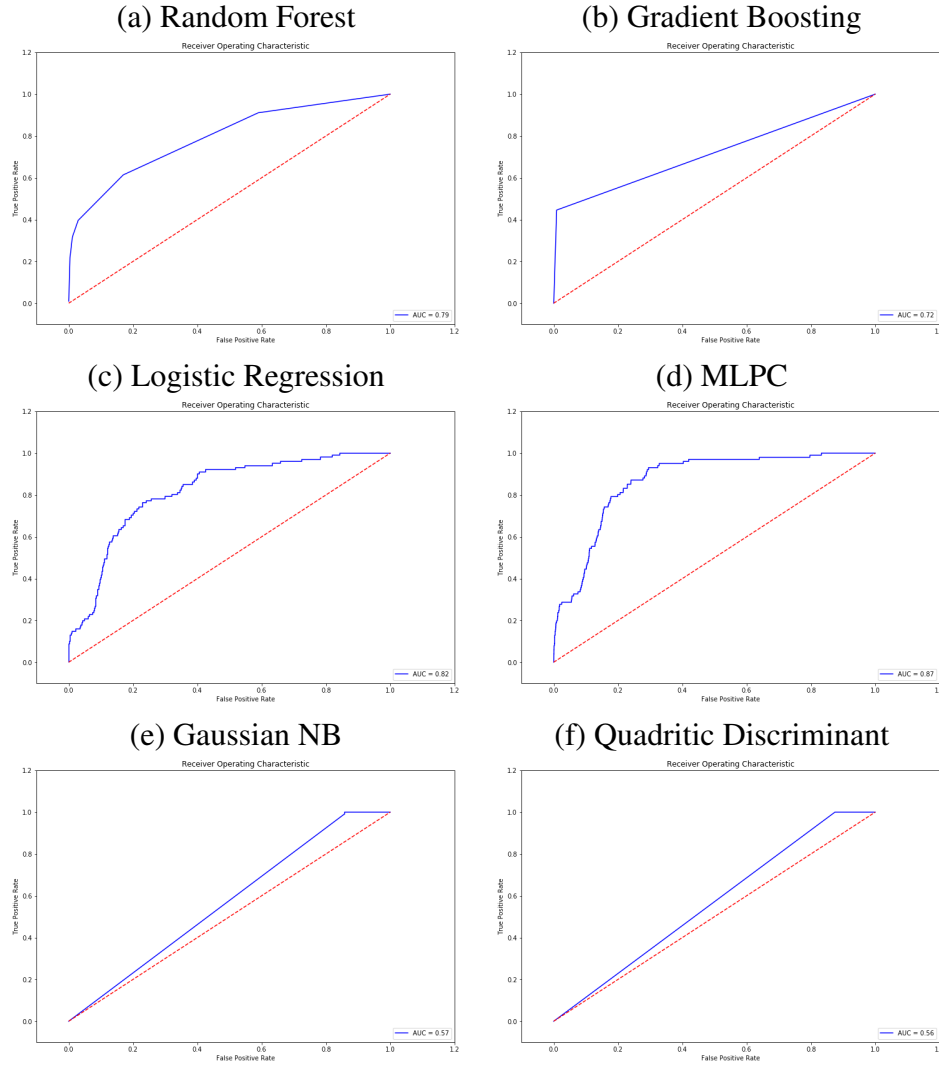 (a) Random Forest
Receiver Operating Characteristic
1.2
1.0
0.8
0.6
0.4
0.2
0.0
True Positive Rate
0.0 0.2 0.4 0.6 0.8 1.0 1.2
False Positive Rate
AUC = 0.79
(b) Gradient Boosting
Receiver Operating Characteristic
1.2
1.0
0.8
0.6
0.4
0.2
0.0
True Positive Rate
0.0 0.2 0.4 0.6 0.8 1.0 1.2
False Positive Rate
AUC = 0.72
(c) Logistic Regression
Receiver Operating Characteristic
1.2
1.0
0.8
0.6
0.4
0.2
0.0
True Positive Rate
0.0 0.2 0.4 0.6 0.8 1.0 1.2
False Positive Rate
AUC = 0.82
(d) MLPC
Receiver Operating Characteristic
1.2
1.0
0.8
0.6
0.4
0.2
0.0
True Positive Rate
0.0 0.2 0.4 0.6 0.8 1.0 1.2
False Positive Rate
AUC = 0.87
(e) Gaussian NB
Receiver Operating Characteristic
1.2
1.0
0.8
0.6
0.4
0.2
0.0
True Positive Rate
0.0 0.2 0.4 0.6 0.8 1.0 1.2
False Positive Rate
AUC = 0.57
(f) Quadritic Discriminant
Receiver Operating Characteristic
1.2
1.0
0.8
0.6
0.4
0.2
0.0
True Positive Rate
0.0 0.2 0.4 0.6 0.8 1.0 1.2
False Positive Rate
AUC = 0.56